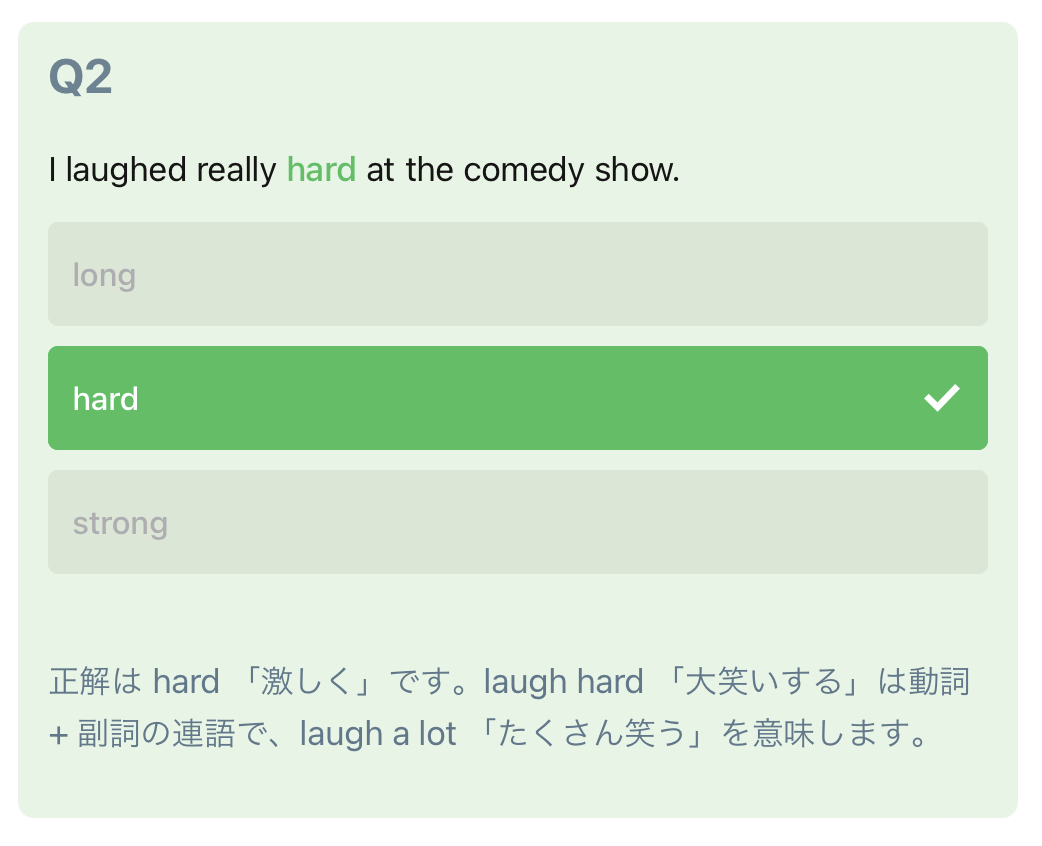 Q2
I laughed really hard at the comedy show.
long
hard
strong
正解は hard 「激しく」です。laugh hard 「大笑いする」は動詞
+ 副詞の連語で、laugh a lot 「たくさん笑う」を意味します。